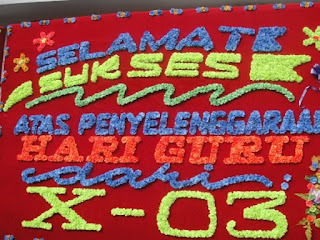 SELAMAT &
SUKSES
ATAS PENYELENGGARAAN
HARI GURU
dari
X-03